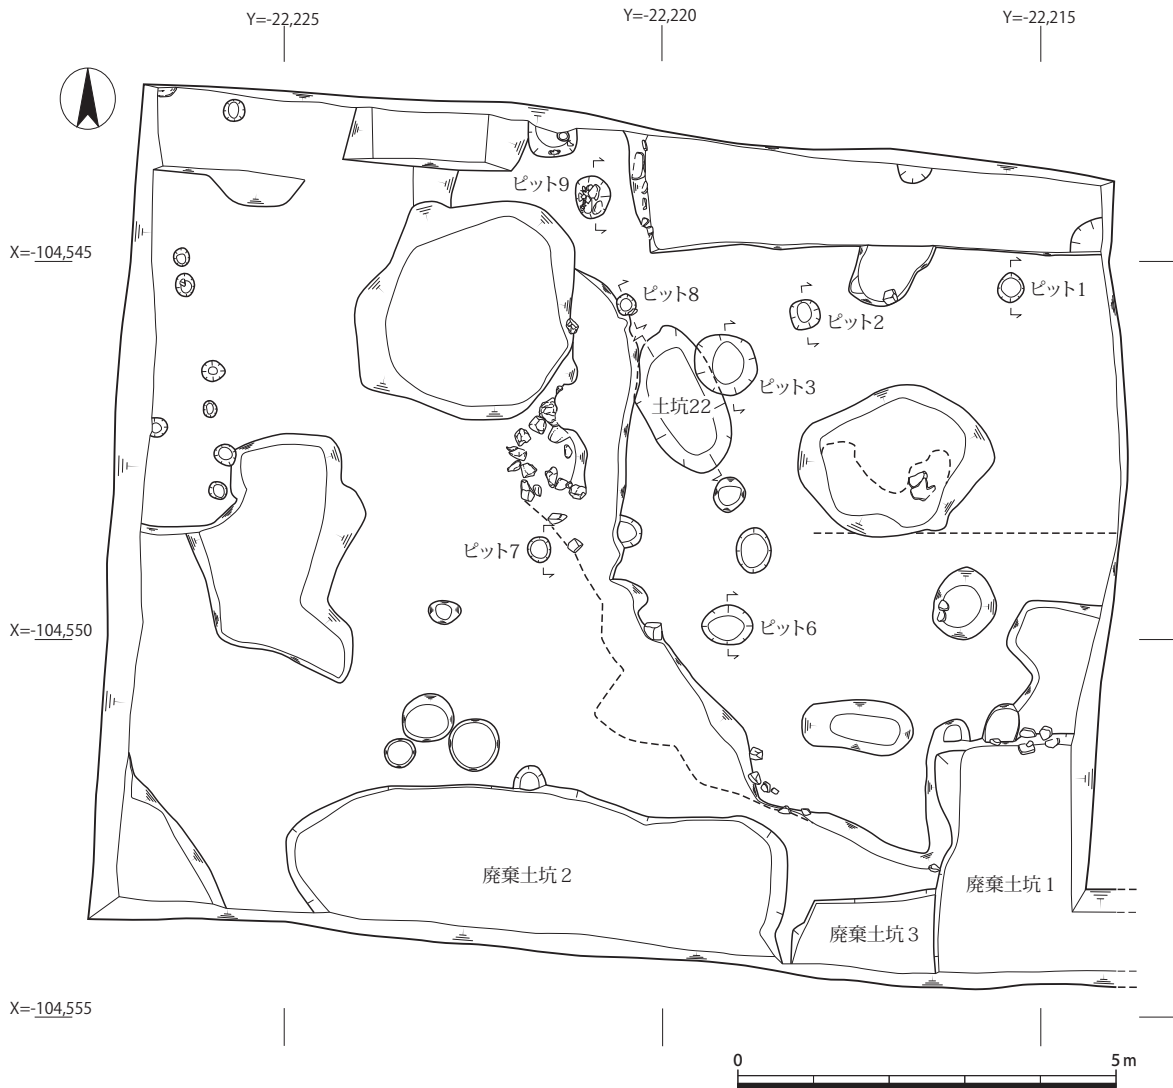 Y=-22,225
Y=-22,220
Y=-22,215
ピット9
X=-104,545
ピット8
ピット1
ピット2
ピット3
土坑22
ピット7
X=-104,550
ピット6
廃棄土坑2
廃棄土坑1
廃棄土坑3
X=-104,555
0
5 m